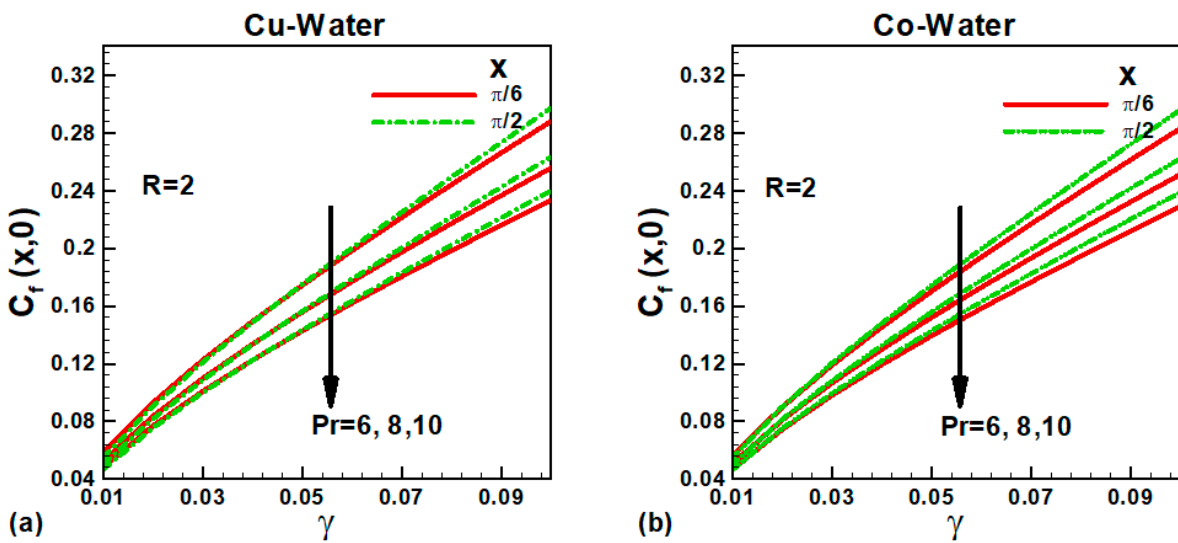 Cu-Water
C_f (x,0)
0.32
0.28
0.24
0.2
0.16
0.12
0.08
0.04
X
π/6
π/2
R=2
Pr=6, 8,10
0.01 0.03 0.05 0.07 0.09
(a) γ
Co-Water
C_f (x,0)
0.32
0.28
0.24
0.2
0.16
0.12
0.08
0.04
X
π/6
π/2
R=2
Pr=6, 8,10
0.01 0.03 0.05 0.07 0.09
(b) γ